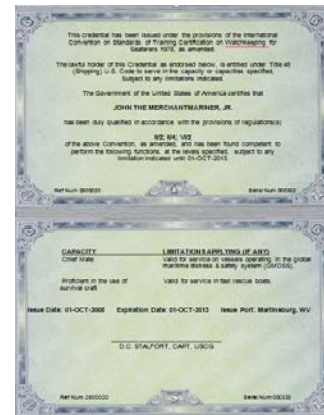 This credential has been issued under the provisions of the International
Convention on Standards of Training Certification on Watchkeeping for
Seafarers 1978, as amended.
The lawful holder of this Credential as endorsed below, is entitled under Title 46
(Shipping) U.S. Code to serve in the capacity or capacities specified,
Subject to any limitations indicated.
The Government of the United States of America certifies that
JOHN THE MERCHANTMARINER, JR.
has been duly qualified in accordance with the provisions of regulation(s)
II/2; II/4; VI/2
of the above Convention, as amended, and has been found competent to
perform the following functions, at the levels specified, subject to any
limitation indicated until 01-OCT-2013.
Ref Num
Serial Num
CAPACITY LIMITATIONS APPLYING (IF ANY)
Chief Mate Valid for service on vessels operating in the global
maritime distress & safety system (GMDSS).
Proficient in the use of Valid for service in fast rescue boats.
survival craft
Issue Date: 01-OCT-2008 Expiration Date: 01-OCT-2013 Issue Port: Martinsburg, WV
D.C. STALFORT, CAPT, USCG
Ref Num
Serial Num